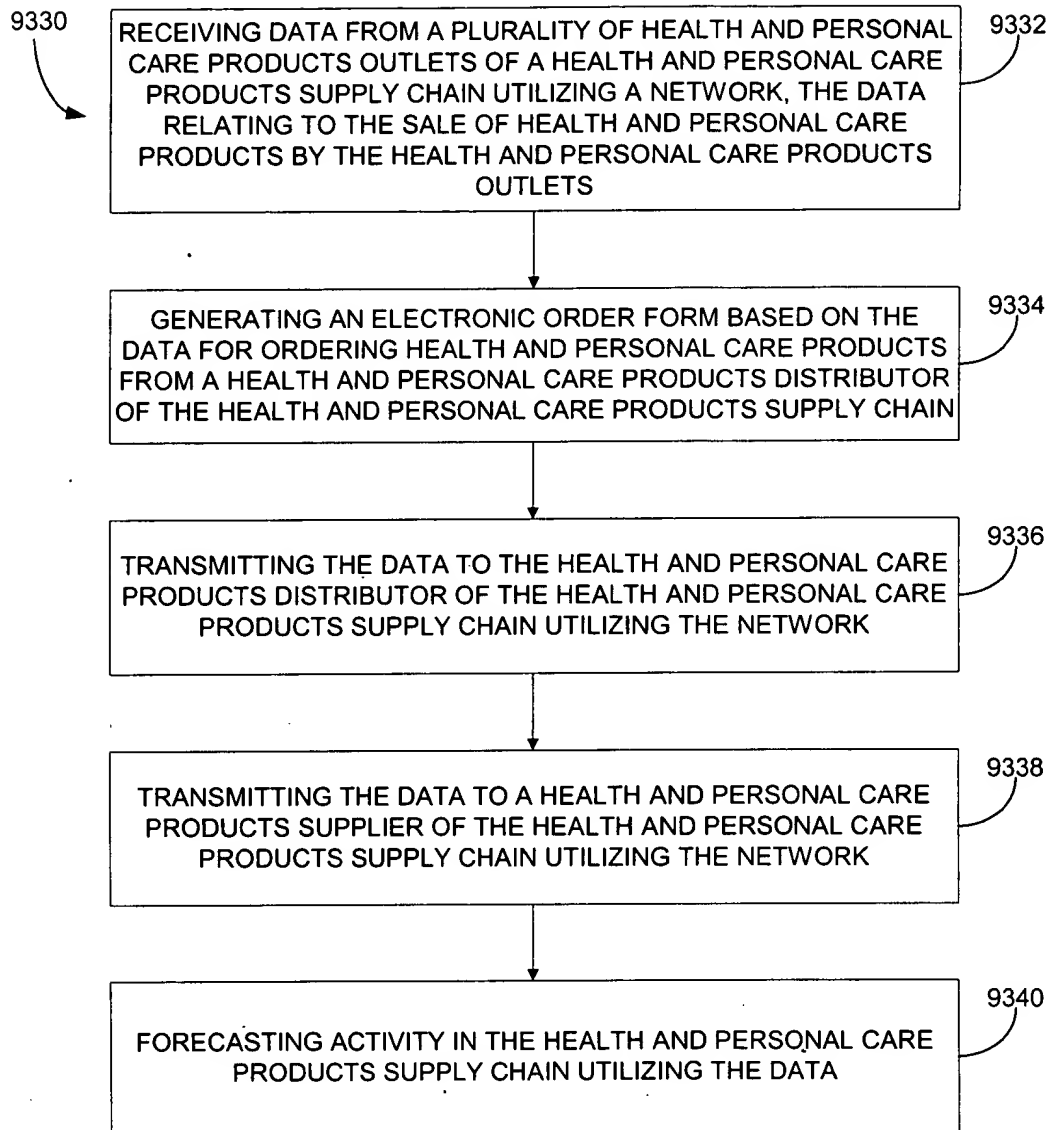 9330
RECEIVING DATA FROM A PLURALITY OF HEALTH AND PERSONAL
CARE PRODUCTS OUTLETS OF A HEALTH AND PERSONAL CARE
PRODUCTS SUPPLY CHAIN UTILIZING A NETWORK, THE DATA
RELATING TO THE SALE OF HEALTH AND PERSONAL CARE
PRODUCTS BY THE HEALTH AND PERSONAL CARE PRODUCTS
OUTLETS
9332
GENERATING AN ELECTRONIC ORDER FORM BASED ON THE
DATA FOR ORDERING HEALTH AND PERSONAL CARE PRODUCTS
FROM A HEALTH AND PERSONAL CARE PRODUCTS DISTRIBUTOR
OF THE HEALTH AND PERSONAL CARE PRODUCTS SUPPLY CHAIN
9334
TRANSMITTING THE DATA TO THE HEALTH AND PERSONAL CARE
PRODUCTS DISTRIBUTOR OF THE HEALTH AND PERSONAL CARE
PRODUCTS SUPPLY CHAIN UTILIZING THE NETWORK
9336
TRANSMITTING THE DATA TO A HEALTH AND PERSONAL CARE
PRODUCTS SUPPLIER OF THE HEALTH AND PERSONAL CARE
PRODUCTS SUPPLY CHAIN UTILIZING THE NETWORK
9338
FORECASTING ACTIVITY IN THE HEALTH AND PERSONAL CARE
PRODUCTS SUPPLY CHAIN UTILIZING THE DATA
9340